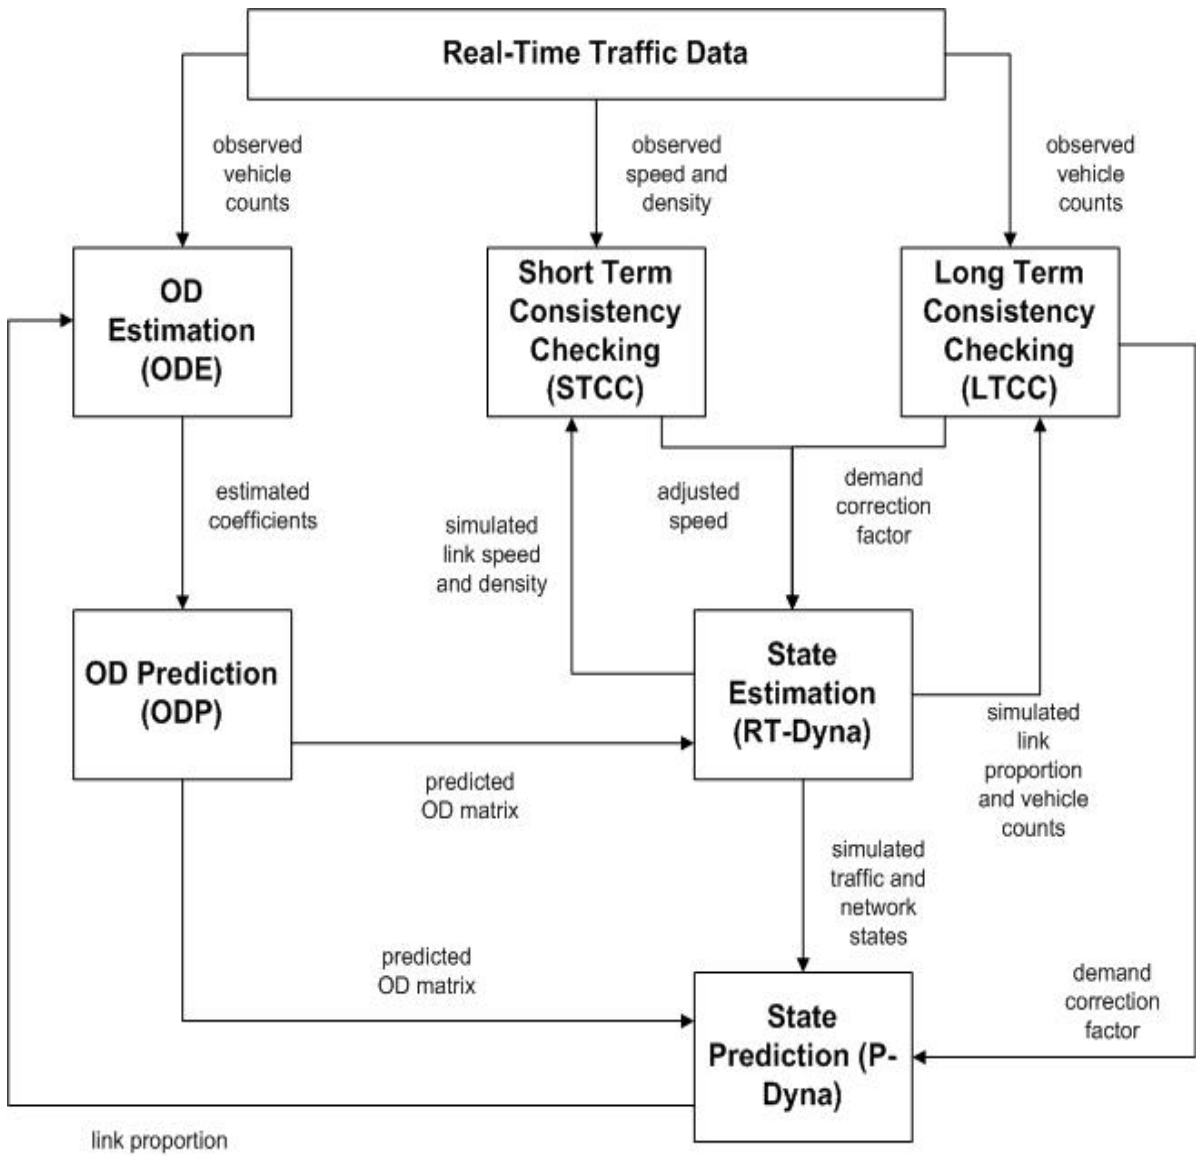 Real-Time Traffic Data
observed
vehicle
counts
observed
speed and
density
observed
vehicle
counts
OD
Estimation
(ODE)
Short Term
Consistency
Checking
(STCC)
Long Term
Consistency
Checking
(LTCC)
estimated
coefficients
simulated
link speed
and density
adjusted
speed
demand
correction
factor
OD Prediction
(ODP)
State
Estimation
(RT-Dyna)
predicted
OD matrix
simulated
link
proportion
and vehicle
counts
simulated
traffic and
network
states
predicted
OD matrix
State
Prediction (P-
Dyna)
demand
correction
factor
link proportion